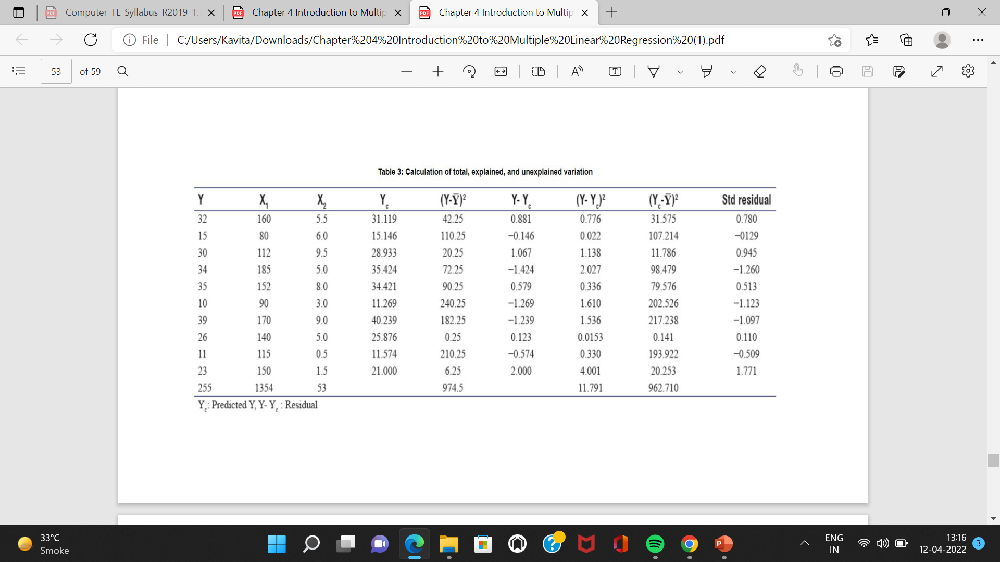 Computer_TE_Syllabus_R2019_1.
Chapter 4 Introduction to Multip
Chapter 4 Introduction to Multip
File
C:/Users/Kavita/Downloads/Chapter%204%20Introduction%20to%20Multiple%20Linear%20Regression%20(1).pdf
53 of 59
Table 3: Calculation of total, explained, and unexplained variation
Y X₁ X₂ Y꜀ (Y-Ȳ)² Y- Y꜀ (Y- Y꜀)² (Y꜀-Ȳ)² Std residual
32 160 5.5 31.119 42.25 0.881 0.776 31.575 0.780
15 80 6.0 15.146 110.25 −0.146 0.022 107.214 −0129
30 112 9.5 28.933 20.25 1.067 1.138 11.786 0.945
34 185 5.0 35.424 72.25 −1.424 2.027 98.479 −1.260
35 152 8.0 34.421 90.25 0.579 0.336 79.576 0.513
10 90 3.0 11.269 240.25 −1.269 1.610 202.526 −1.123
39 170 9.0 40.239 182.25 −1.239 1.536 217.238 −1.097
26 140 5.0 25.876 0.25 0.123 0.0153 0.141 0.110
11 115 0.5 11.574 210.25 −0.574 0.330 193.922 −0.509
23 150 1.5 21.000 6.25 2.000 4.001 20.253 1.771
255 1354 53 974.5 11.791 962.710
Y꜀: Predicted Y, Y- Y꜀ : Residual
33°C
Smoke
ENG
IN
13:16
12-04-2022
3